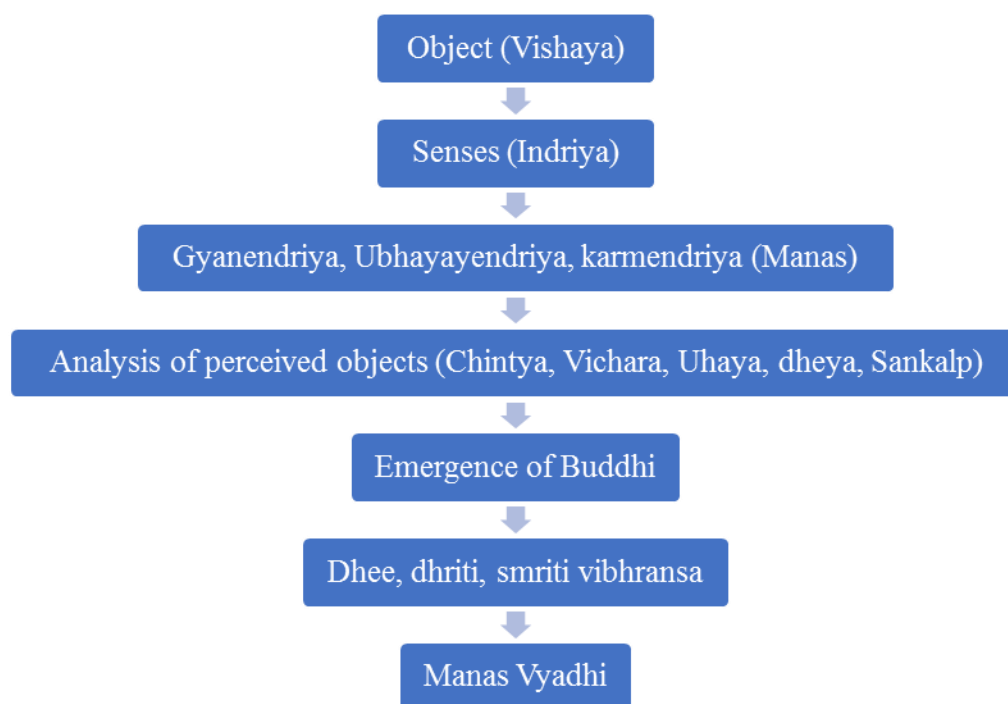 Object (Vishaya)
Senses (Indriya)
Gyanendriya, Ubhayayendriya, karmendriya (Manas)
Analysis of perceived objects (Chintya, Vichara, Uhaya, dheya, Sankalp)
Emergence of Buddhi
Dhee, dhriti, smriti vibhransa
Manas Vyadhi